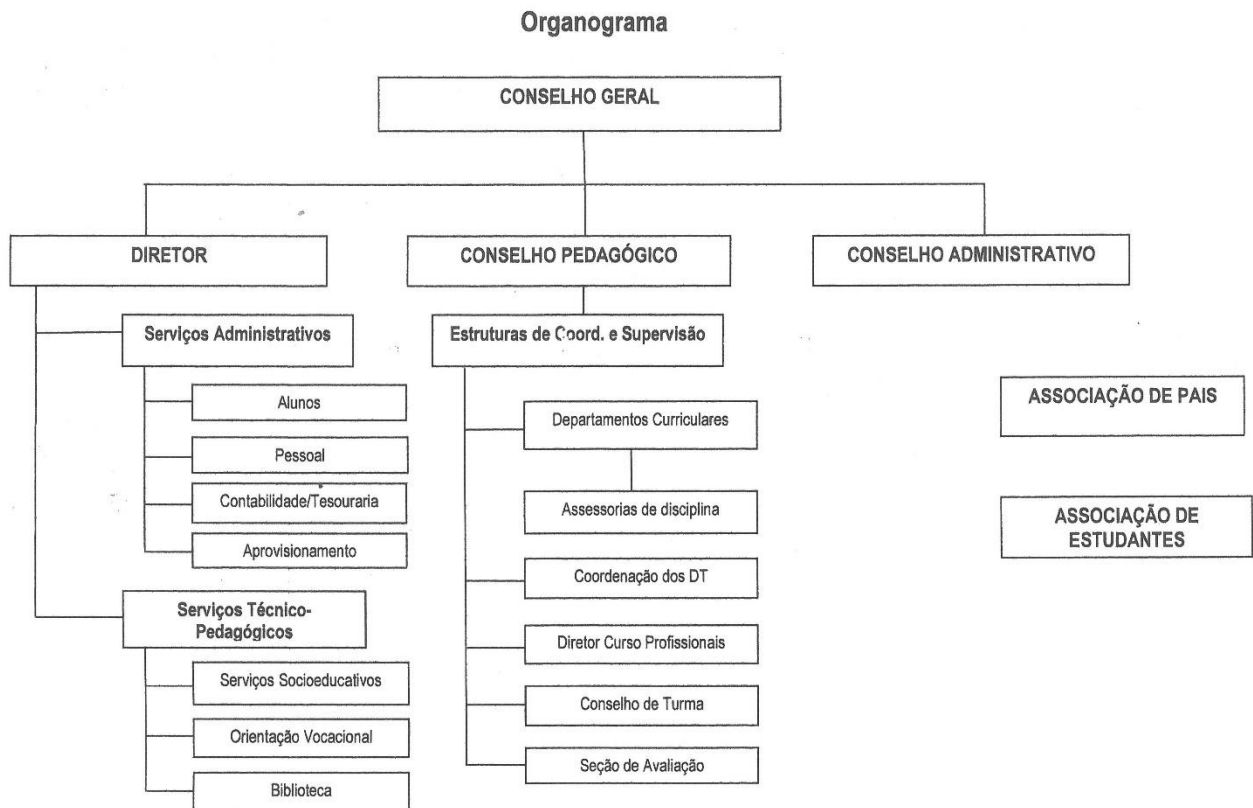 Organograma
CONSELHO GERAL
DIRETOR
CONSELHO PEDAGÓGICO
CONSELHO ADMINISTRATIVO
Serviços Administrativos
Alunos
Pessoal
Contabilidade/Tesouraria
Aprovisionamento
Serviços Técnico-
Pedagógicos
Serviços Socioeducativos
Orientação Vocacional
Biblioteca
Estruturas de Coord. e Supervisão
Departamentos Curriculares
Assessorias de disciplina
Coordenação dos DT
Diretor Curso Profissionais
Conselho de Turma
Seção de Avaliação
ASSOCIAÇÃO DE PAIS
ASSOCIAÇÃO DE
ESTUDANTES